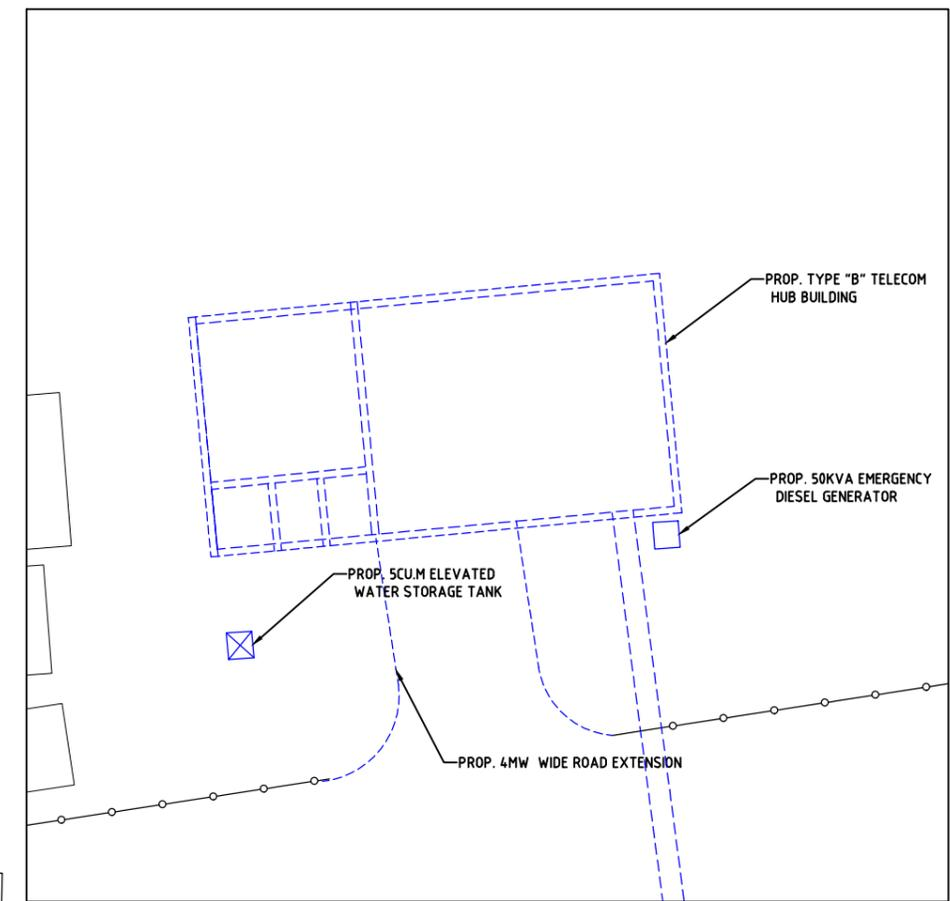 PROP. TYPE "B" TELECOM
HUB BUILDING
PROP. 50KVA EMERGENCY
DIESEL GENERATOR
PROP. 5CU.M ELEVATED
WATER STORAGE TANK
PROP. 4MW WIDE ROAD EXTENSION